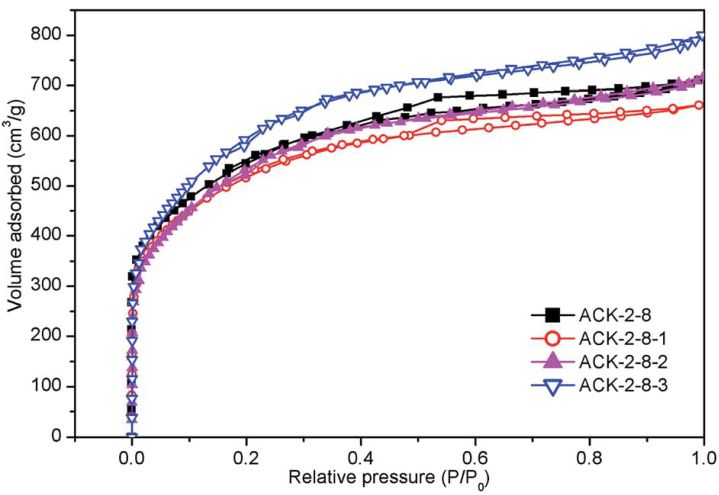 800
700
600
500
400
300
200
100
0
Volume adsorbed (cm³/g)
ACK-2-8
ACK-2-8-1
ACK-2-8-2
ACK-2-8-3
0.0 0.2 0.4 0.6 0.8 1.0
Relative pressure (P/P₀)